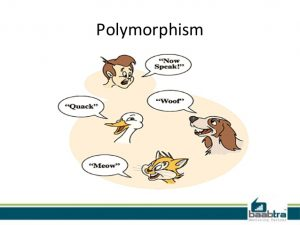 Polymorphism
“Now
Speak!”
“Quack”
“Woof”
“Meow”
baabtra